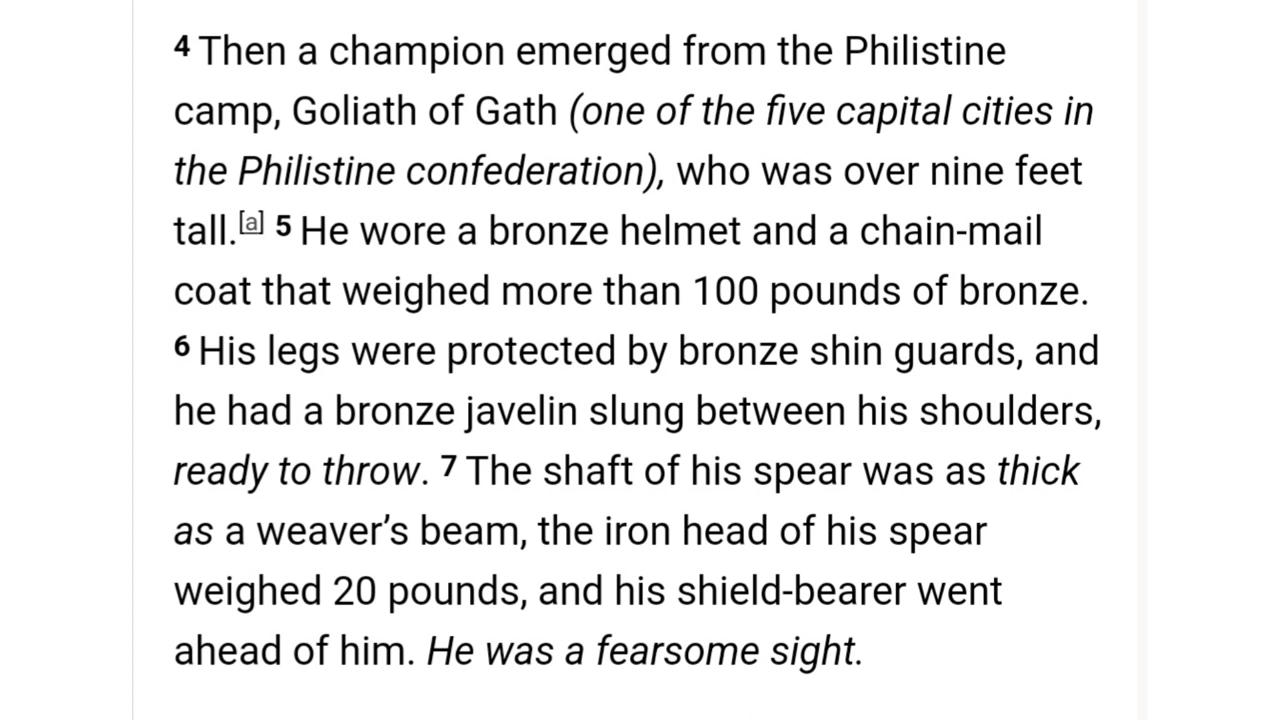 4 Then a champion emerged from the Philistine
camp, Goliath of Gath (one of the five capital cities in
the Philistine confederation), who was over nine feet
tall.[a] 5 He wore a bronze helmet and a chain-mail
coat that weighed more than 100 pounds of bronze.
6 His legs were protected by bronze shin guards, and
he had a bronze javelin slung between his shoulders,
ready to throw. 7 The shaft of his spear was as thick
as a weaver’s beam, the iron head of his spear
weighed 20 pounds, and his shield-bearer went
ahead of him. He was a fearsome sight.